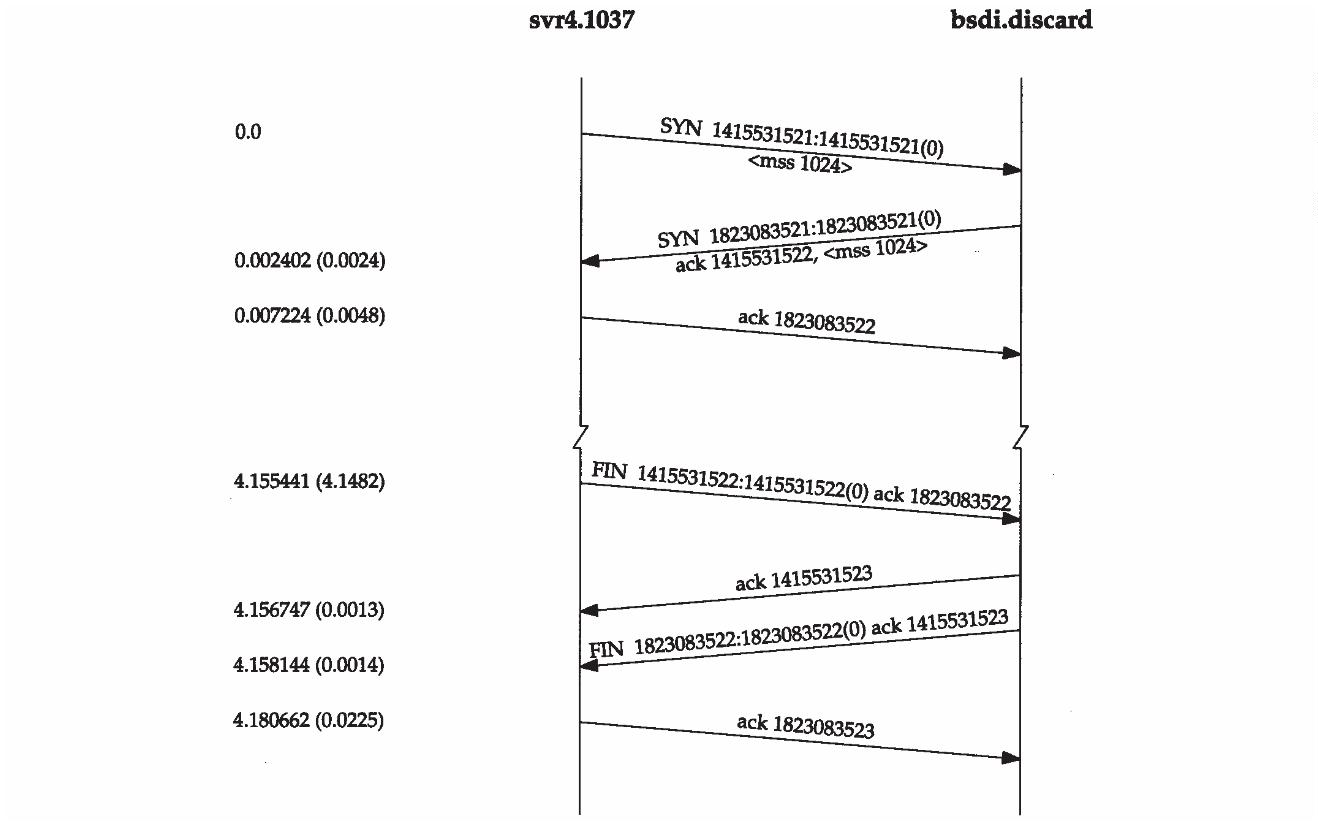 svr4.1037
bsdi.discard
0.0
SYN 1415531521:1415531521(0)
<mss 1024>
SYN 1823083521:1823083521(0)
0.002402 (0.0024)
ack 1415531522, <mss 1024>
0.007224 (0.0048)
ack 1823083522
4.155441 (4.1482)
FIN 1415531522:1415531522(0) ack 1823083522
ack 1415531523
4.156747 (0.0013)
FIN 1823083522:1823083522(0) ack 1415531523
4.158144 (0.0014)
4.180662 (0.0225)
ack 1823083523